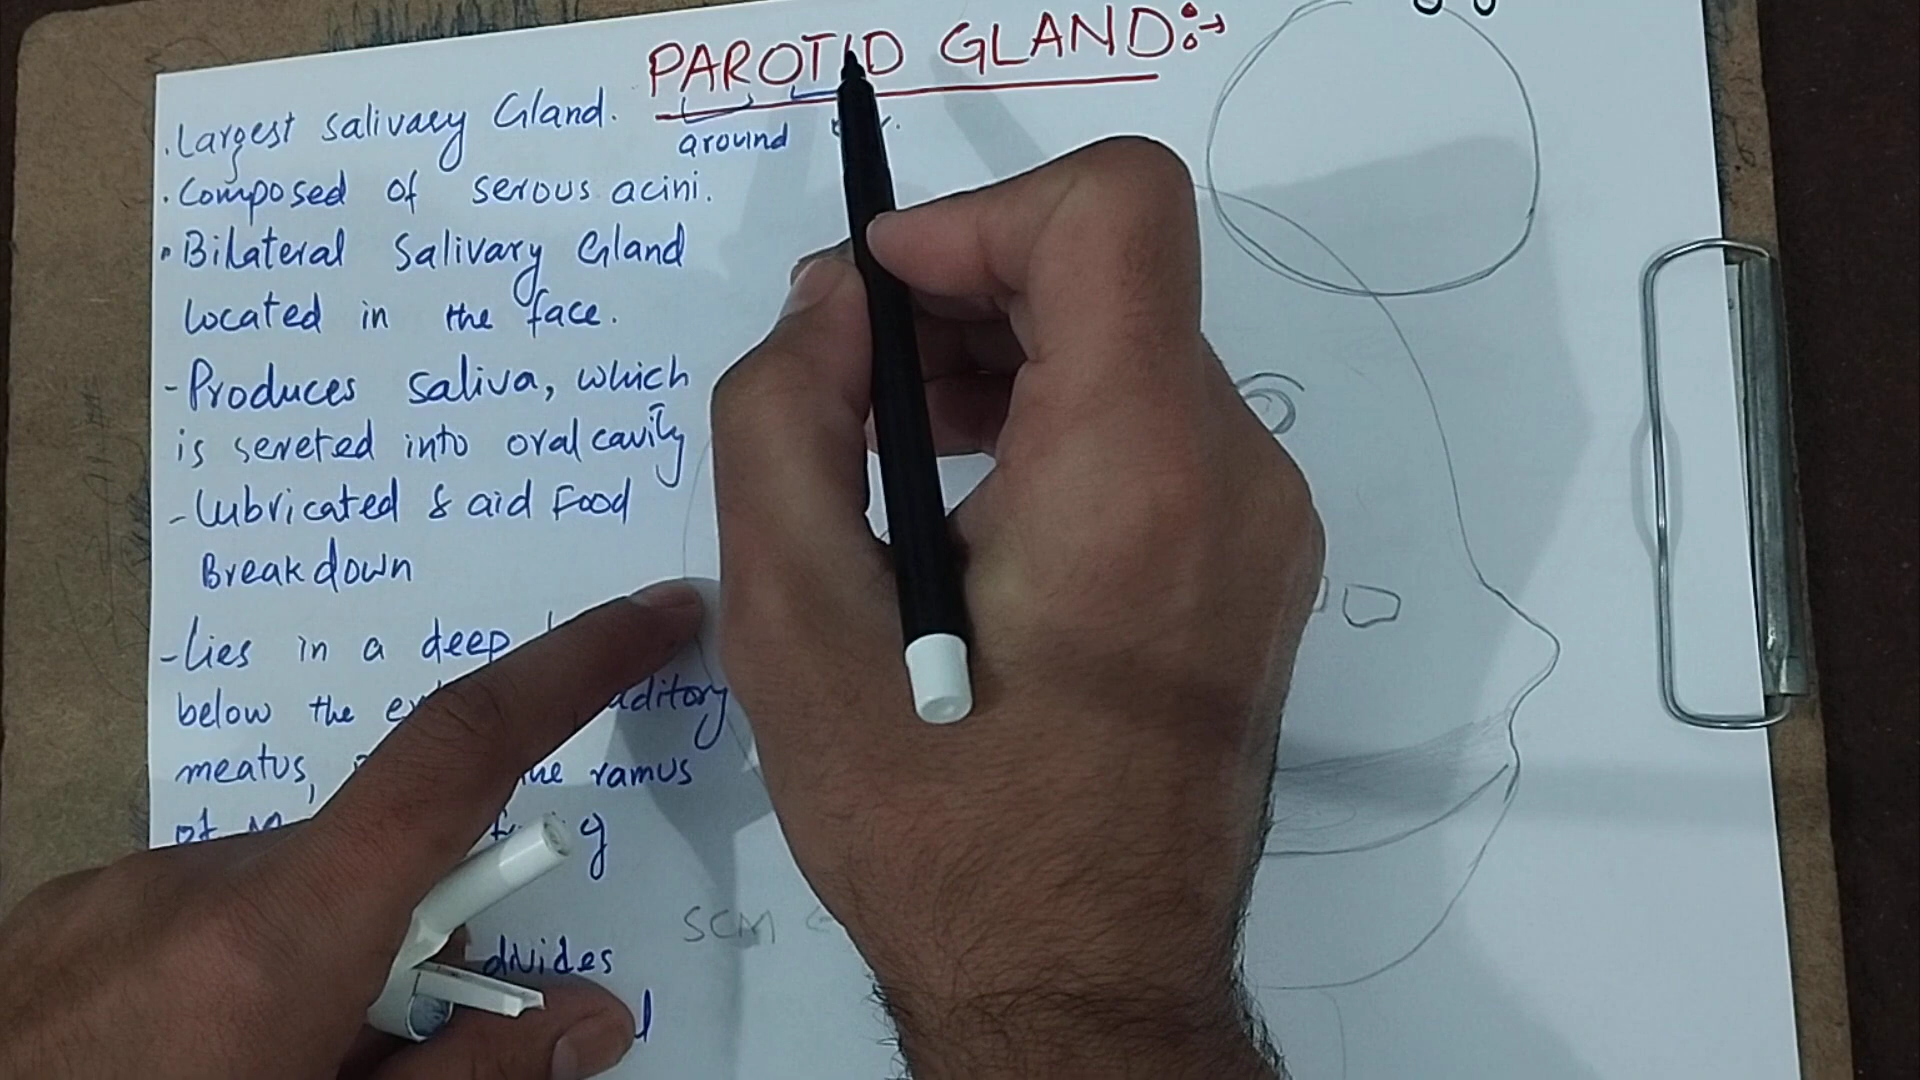 PAROTID GLAND:→
around
. Largest salivary Gland.
. Composed of serous acini.
• Bilateral Salivary Gland
located in the face.
- Produces saliva, which
is sereted into oral cavity
- Lubricated & aid Food
Breakdown
- Lies in a deep
below the
meatus, ramus
of
divides
SCM